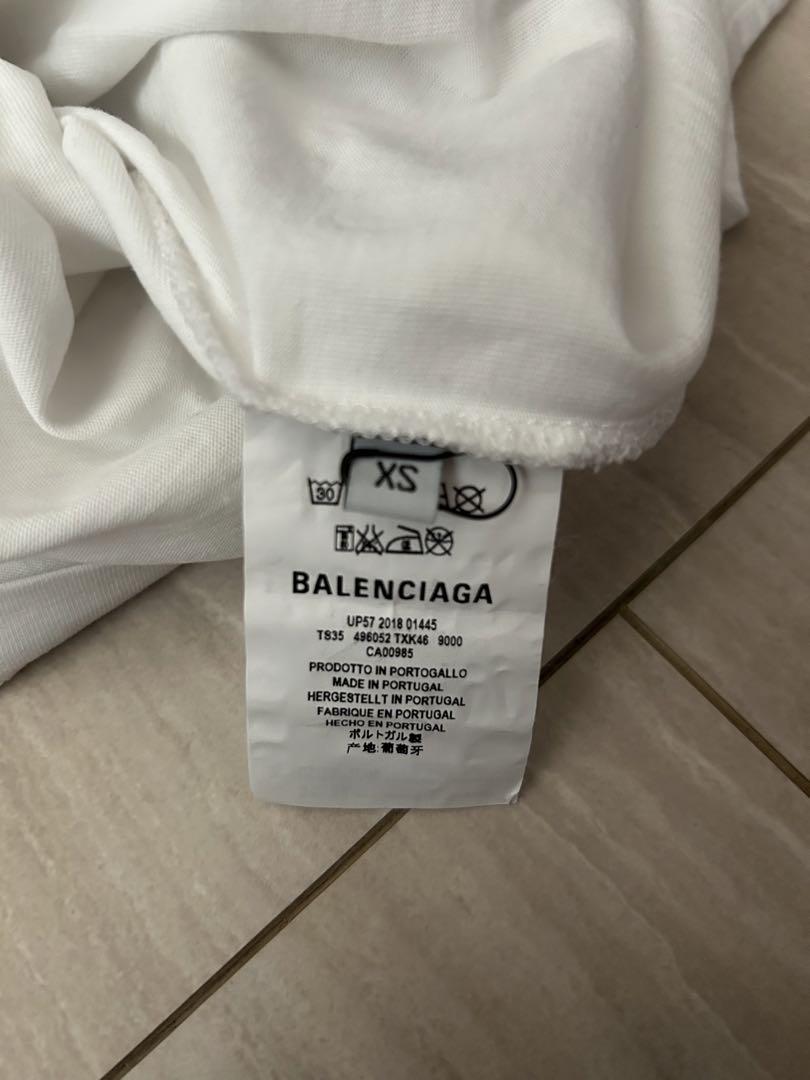 XS
30
BALENCIAGA
UP57 2018 01445
TS35 496052 TXK46 9000
CA00985
PRODOTTO IN PORTOGALLO
MADE IN PORTUGAL
HERGESTELLT IN PORTUGAL
FABRIQUE EN PORTUGAL
HECHO EN PORTUGAL
ポルトガル製
产地:葡萄牙